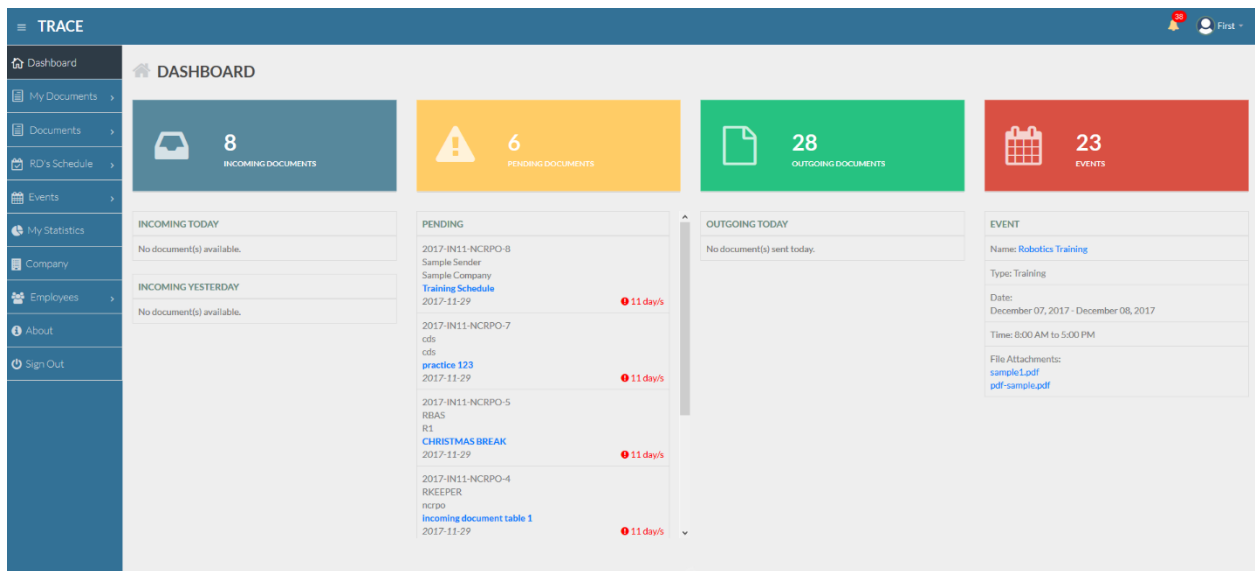 TRACE
38
First
Dashboard
My Documents
Documents
RD's Schedule
Events
My Statistics
Company
Employees
About
Sign Out
DASHBOARD
8
INCOMING DOCUMENTS
6
PENDING DOCUMENTS
28
OUTGOING DOCUMENTS
23
EVENTS
INCOMING TODAY
No document(s) available.
INCOMING YESTERDAY
No document(s) available.
PENDING
2017-IN11-NCRPO-8
Sample Sender
Sample Company
Training Schedule
2017-11-29 11 day/s
2017-IN11-NCRPO-7
cds
cds
practice 123
2017-11-29 11 day/s
2017-IN11-NCRPO-5
RBAS
R1
CHRISTMAS BREAK
2017-11-29 11 day/s
2017-IN11-NCRPO-4
RKEEPER
ncrpo
incoming document table 1
2017-11-29 11 day/s
OUTGOING TODAY
No document(s) sent today.
EVENT
Name: Robotics Training
Type: Training
Date:
December 07, 2017 - December 08, 2017
Time: 8:00 AM to 5:00 PM
File Attachments:
sample1.pdf
pdf-sample.pdf